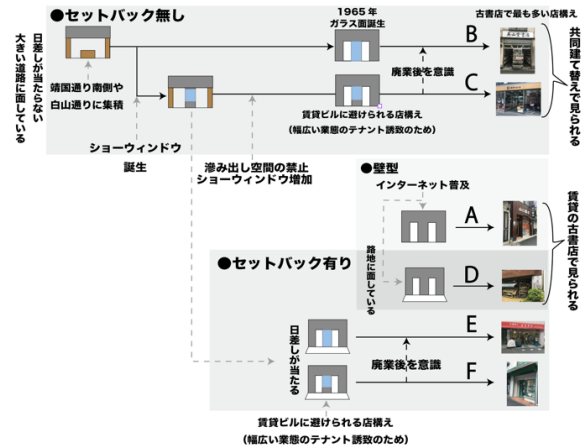 ●セットバック無し
1965年
ガラス面誕生
古書店で最も多い店構え
B
C
廃業後を意識
日差しが当たらない
大きい道路に面している
靖国通り南側や
白山通りに集積
ショーウィンドウ
誕生
滲み出し空間の禁止
ショーウィンドウ増加
賃貸ビルに避けられる店構え
(幅広い業態のテナント誘致のため)
共同建て替えで見られる
●壁型
インターネット普及
A
路地に面している
D
賃貸の古書店で見られる
●セットバック有り
日差しが当たる
E
廃業後を意識
F
賃貸ビルに避けられる店構え
(幅広い業態のテナント誘致のため)